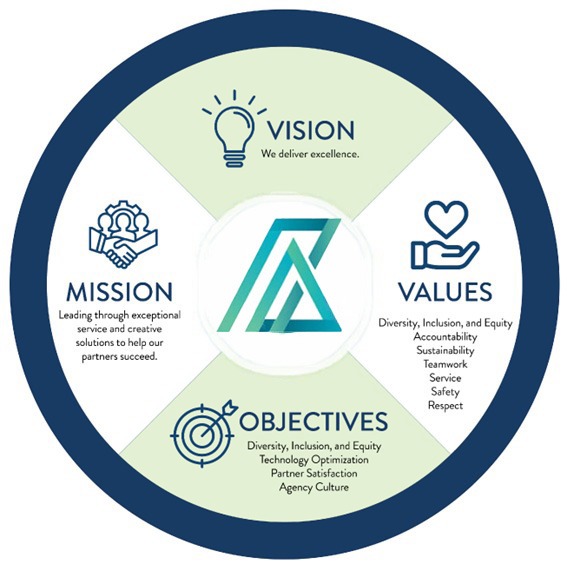 VISION
We deliver excellence.
MISSION
Leading through exceptional
service and creative
solutions to help our
partners succeed.
VALUES
Diversity, Inclusion, and Equity
Accountability
Sustainability
Teamwork
Service
Safety
Respect
OBJECTIVES
Diversity, Inclusion, and Equity
Technology Optimization
Partner Satisfaction
Agency Culture